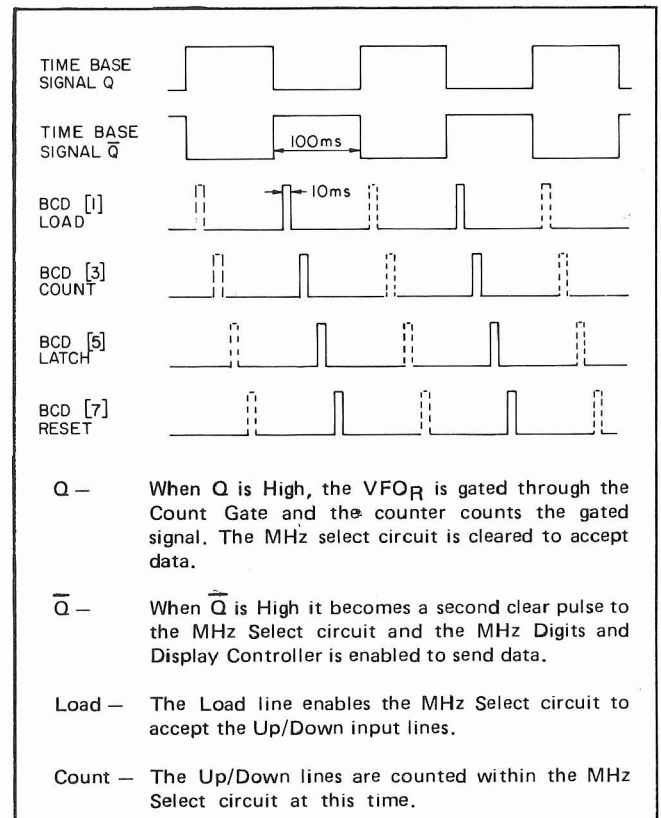 TIME BASE
SIGNAL Q
TIME BASE
SIGNAL Q̅
100ms
BCD [1]
LOAD
10ms
BCD [3]
COUNT
BCD [5]
LATCH
BCD [7]
RESET
Q — When Q is High, the VFOR is gated through the
Count Gate and the counter counts the gated
signal. The MHz select circuit is cleared to accept
data.
Q̅ — When Q̅ is High it becomes a second clear pulse to
the MHz Select circuit and the MHz Digits and
Display Controller is enabled to send data.
Load — The Load line enables the MHz Select circuit to
accept the Up/Down input lines.
Count — The Up/Down lines are counted within the MHz
Select circuit at this time.